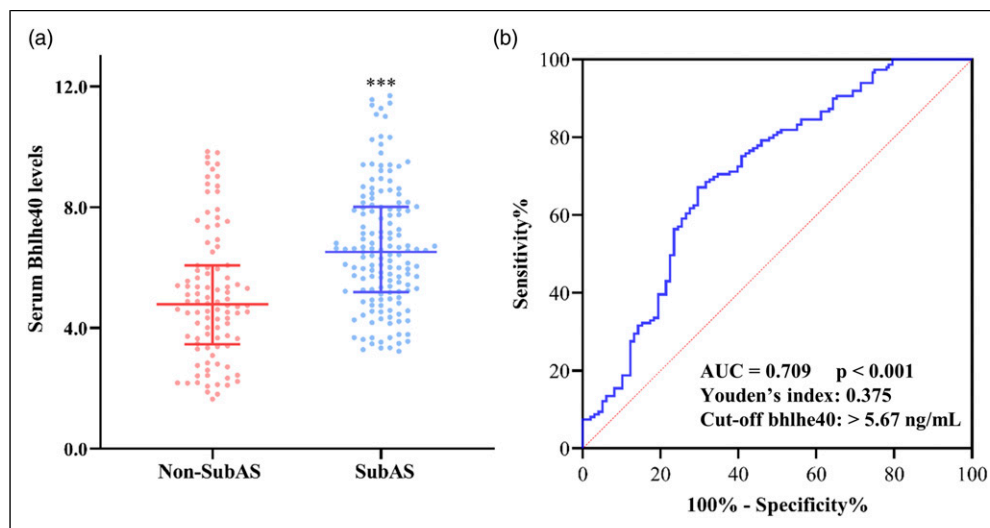 (a)
***
12.0
8.0
4.0
0.0
Serum Bhlhe40 levels
Non-SubAS
SubAS
(b)
100
80
60
40
20
0
Sensitivity%
AUC = 0.709 p < 0.001
Youden's index: 0.375
Cut-off bhlhe40: > 5.67 ng/mL
0 20 40 60 80 100
100% - Specificity%